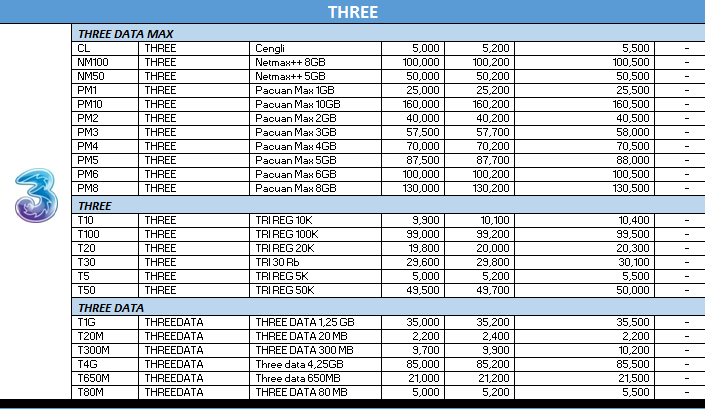 THREE
THREE DATA MAX
CL THREE Cengli 5,000 5,200 5,500 -
NM100 THREE Netmax++ 8GB 100,000 100,200 100,500 -
NM50 THREE Netmax++ 5GB 50,000 50,200 50,500 -
PM1 THREE Pacuan Max 1GB 25,000 25,200 25,500 -
PM10 THREE Pacuan Max 10GB 160,000 160,200 160,500 -
PM2 THREE Pacuan Max 2GB 40,000 40,200 40,500 -
PM3 THREE Pacuan Max 3GB 57,500 57,700 58,000 -
PM4 THREE Pacuan Max 4GB 70,000 70,200 70,500 -
PM5 THREE Pacuan Max 5GB 87,500 87,700 88,000 -
PM6 THREE Pacuan Max 6GB 100,000 100,200 100,500 -
PM8 THREE Pacuan Max 8GB 130,000 130,200 130,500 -
3
THREE
T10 THREE TRI REG 10K 9,900 10,100 10,400 -
T100 THREE TRI REG 100K 99,000 99,200 99,500 -
T20 THREE TRI REG 20K 19,800 20,000 20,300 -
T30 THREE TRI 30 Rb 29,600 29,800 30,100 -
T5 THREE TRI REG 5K 5,000 5,200 5,500 -
T50 THREE TRI REG 50K 49,500 49,700 50,000 -
THREE DATA
T1G THREEDATA THREE DATA 1,25 GB 35,000 35,200 35,500 -
T20M THREEDATA THREE DATA 20 MB 2,200 2,400 2,200 -
T300M THREEDATA THREE DATA 300 MB 9,700 9,900 10,200 -
T4G THREEDATA Three data 4,25GB 85,000 85,200 85,500 -
T650M THREEDATA Three data 650MB 21,000 21,200 21,500 -
T80M THREEDATA THREE DATA 80 MB 5,000 5,200 5,500 -